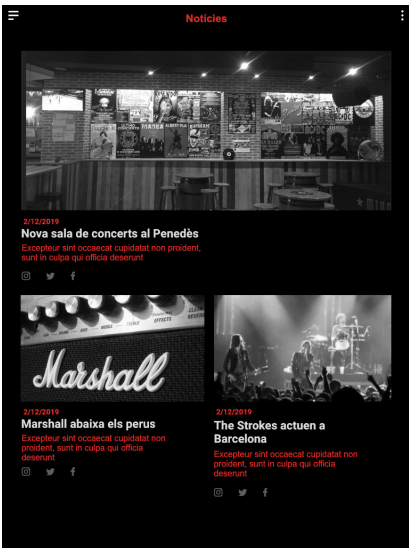 Notícies
2/12/2019
Nova sala de concerts al Penedès
Excepteur sint occaecat cupidatat non proident,
sunt in culpa qui officia deserunt
Marshall
2/12/2019
Marshall abaixa els perus
Excepteur sint occaecat cupidatat non
proident, sunt in culpa qui officia
deserunt
2/12/2019
The Strokes actuen a
Barcelona
Excepteur sint occaecat cupidatat non
proident, sunt in culpa qui officia
deserunt